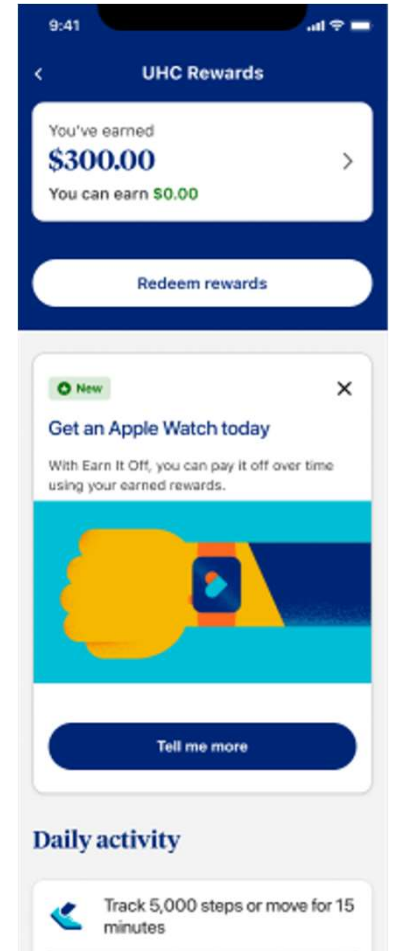 9:41
UHC Rewards
You've earned
$300.00
You can earn $0.00
Redeem rewards
New
Get an Apple Watch today
With Earn It Off, you can pay it off over time
using your earned rewards.
Tell me more
Daily activity
Track 5,000 steps or move for 15
minutes